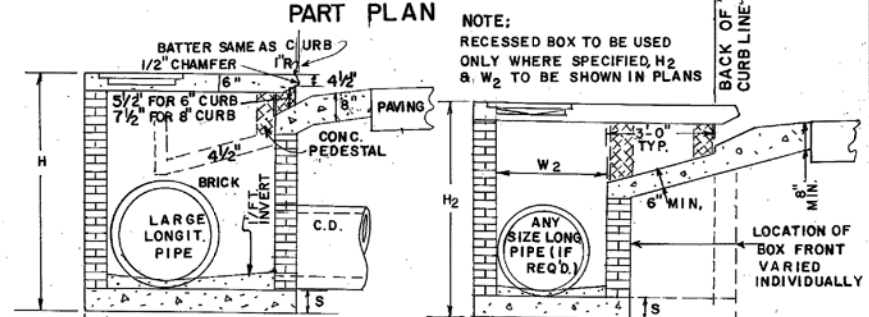 PART PLAN
NOTE:
RECESSED BOX TO BE USED
ONLY WHERE SPECIFIED, H2
& W2 TO BE SHOWN IN PLANS
BACK OF
CURB LINE
BATTER SAME AS CURB
1/2" CHAMFER
1"R
6"
4 1/2"
5 1/2" FOR 6" CURB
7 1/2" FOR 8" CURB
8"
PAVING
CONC.
PEDESTAL
4 1/2"
BRICK
H
LARGE
LONGIT.
PIPE
1"/FT.
INVERT
C.D.
S
3'-0"
TYP.
W2
H2
6" MIN.
8"
MIN.
ANY
SIZE LONG
PIPE (IF
REQ'D.)
LOCATION OF
BOX FRONT
VARIED
INDIVIDUALLY
S